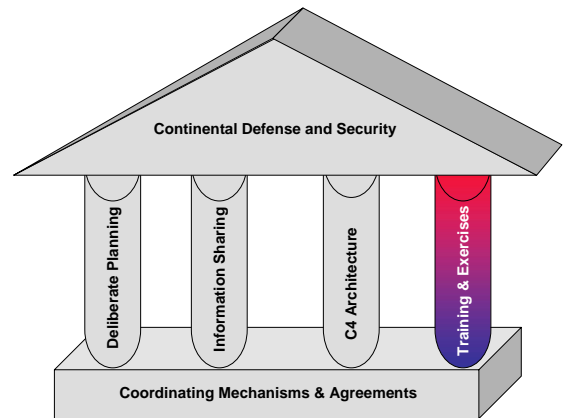 Continental Defense and Security
Deliberate Planning
Information Sharing
C4 Architecture
Training & Exercises
Coordinating Mechanisms & Agreements